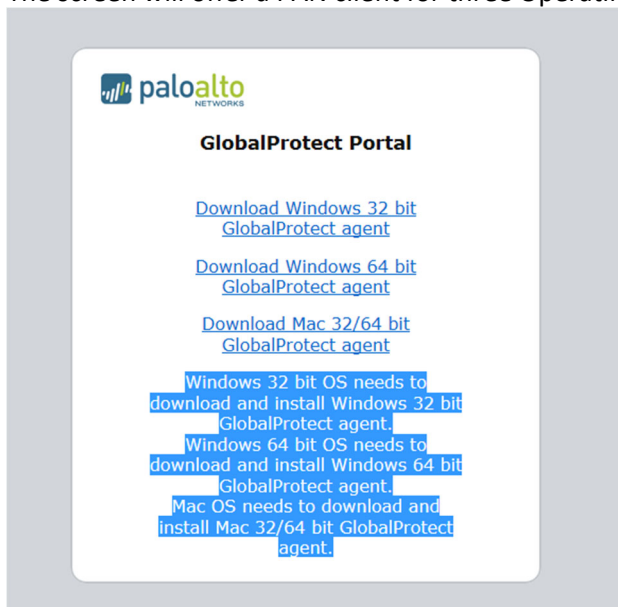 The screen will offer a PAN client for three Operatin
paloalto
NETWORKS
GlobalProtect Portal
Download Windows 32 bit
GlobalProtect agent
Download Windows 64 bit
GlobalProtect agent
Download Mac 32/64 bit
GlobalProtect agent
Windows 32 bit OS needs to
download and install Windows 32 bit
GlobalProtect agent.
Windows 64 bit OS needs to
download and install Windows 64 bit
GlobalProtect agent.
Mac OS needs to download and
install Mac 32/64 bit GlobalProtect
agent.